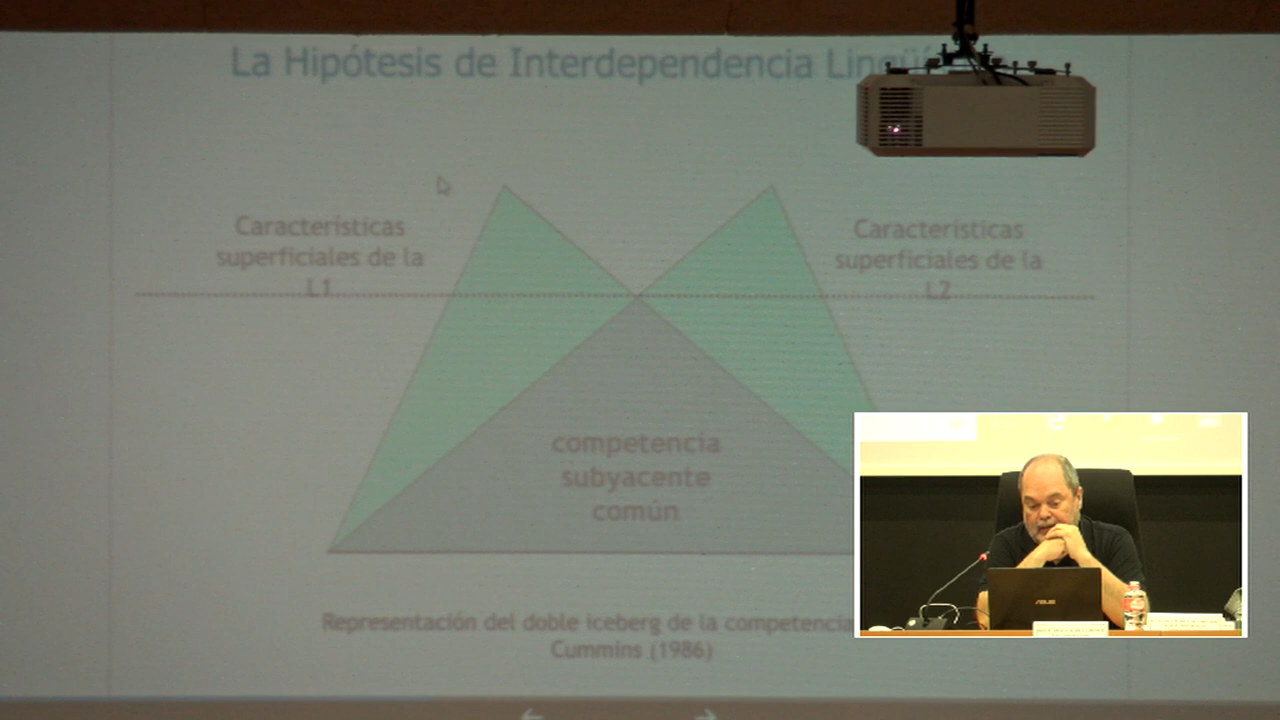 La Hipótesis de Interdependencia
Características
superficiales de la
L1
Características
superficiales de la
L2
competencia
subyacente
común
Representación del doble iceberg de la competencia
Cummins (1986)
ASUS